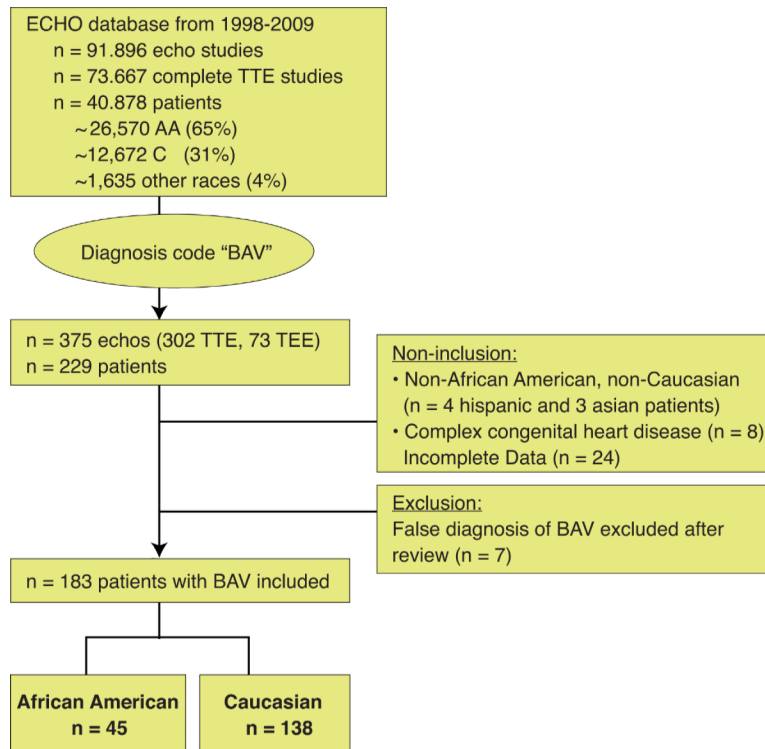 ECHO database from 1998-2009
n = 91.896 echo studies
n = 73.667 complete TTE studies
n = 40.878 patients
~26,570 AA (65%)
~12,672 C (31%)
~1,635 other races (4%)
Diagnosis code “BAV”
n = 375 echos (302 TTE, 73 TEE)
n = 229 patients
Non-inclusion:
• Non-African American, non-Caucasian
(n = 4 hispanic and 3 asian patients)
• Complex congenital heart disease (n = 8)
Incomplete Data (n = 24)
Exclusion:
False diagnosis of BAV excluded after
review (n = 7)
n = 183 patients with BAV included
African American
n = 45
Caucasian
n = 138